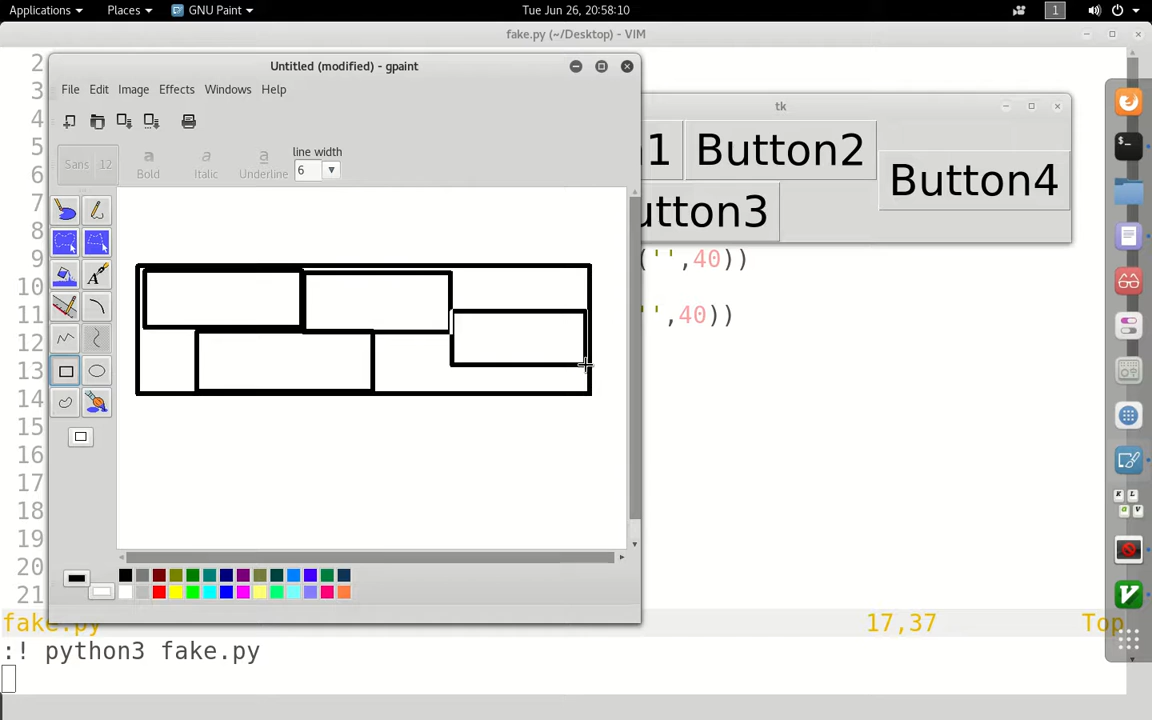 Applications Places GNU Paint Tue Jun 26, 20:58:10 1
fake.py (~/Desktop) - VIM
Untitled (modified) - gpaint
File Edit Image Effects Windows Help
Sans 12 Bold Italic Underline line width 6
tk
1 Button2
Button4
utton3
2
3
4
5
6
7
8
9 ('',40))
10
11 '',40))
12
13
14
15
16
17
18
19
20
21
fake.py 17,37 Top
:! python3 fake.py
K L
G V